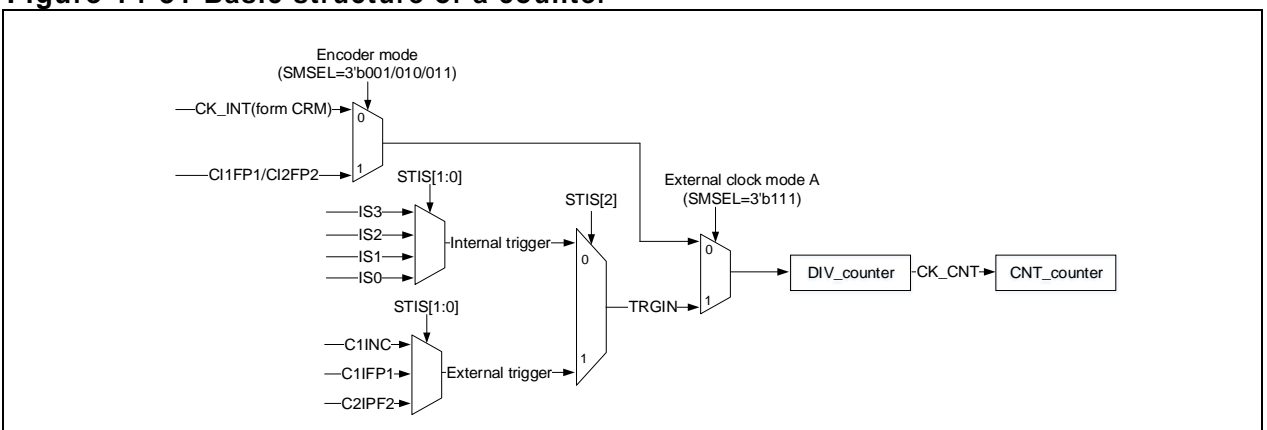 Figure 14-31 Basic structure of a counter
Encoder mode
(SMSEL=3'b001/010/011)
CK_INT(form CRM)
0
CI1FP1/CI2FP2
1
STIS[1:0]
IS3
IS2
IS1
IS0
Internal trigger
STIS[2]
0
External clock mode A
(SMSEL=3'b111)
0
DIV_counter
CK_CNT
CNT_counter
TRGIN
1
STIS[1:0]
C1INC
C1IFP1
C2IPF2
External trigger
1